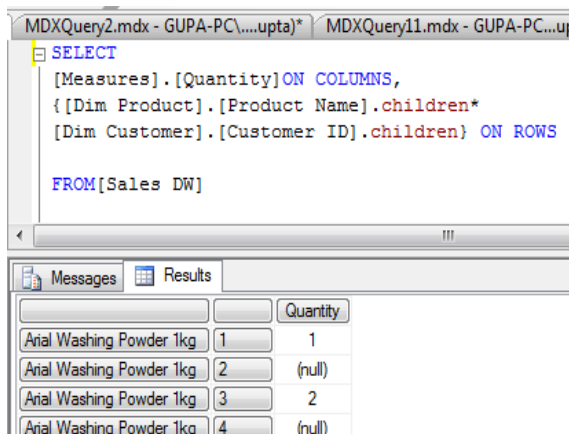 MDXQuery2.mdx - GUPA-PC\....upta)* MDXQuery11.mdx - GUPA-PC...up
SELECT
[Measures].[Quantity]ON COLUMNS,
{[Dim Product].[Product Name].children*
[Dim Customer].[Customer ID].children} ON ROWS
FROM[Sales DW]
Messages Results
Quantity
Arial Washing Powder 1kg 1 1
Arial Washing Powder 1kg 2 (null)
Arial Washing Powder 1kg 3 2
Arial Washing Powder 1kg 4 (null)